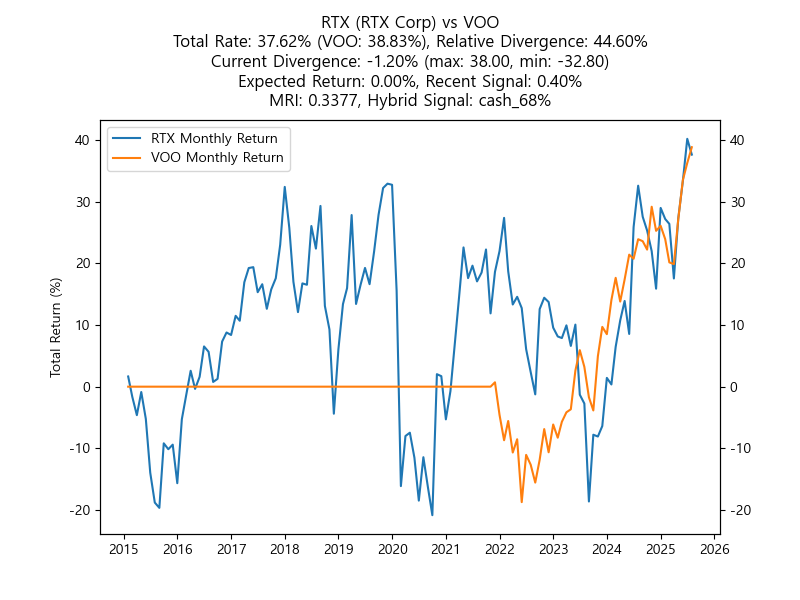 RTX (RTX Corp) vs VOO
Total Rate: 37.62% (VOO: 38.83%), Relative Divergence: 44.60%
Current Divergence: -1.20% (max: 38.00, min: -32.80)
Expected Return: 0.00%, Recent Signal: 0.40%
MRI: 0.3377, Hybrid Signal: cash_68%
RTX Monthly Return
VOO Monthly Return
Total Return (%)
40
30
20
10
0
-10
-20
40
30
20
10
0
-10
-20
2015 2016 2017 2018 2019 2020 2021 2022 2023 2024 2025 2026